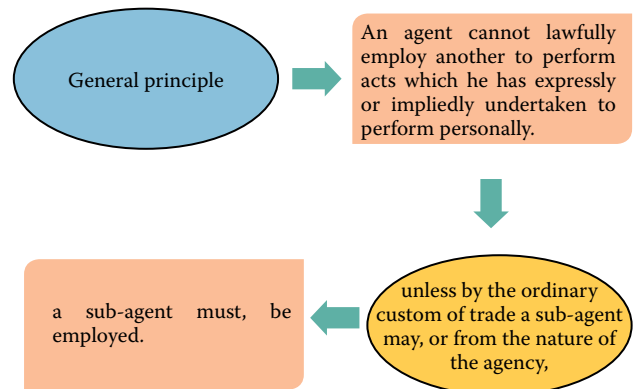 General principle
An agent cannot lawfully
employ another to perform
acts which he has expressly
or impliedly undertaken to
perform personally.
unless by the ordinary
custom of trade a sub-agent
may, or from the nature of
the agency,
a sub-agent must, be
employed.